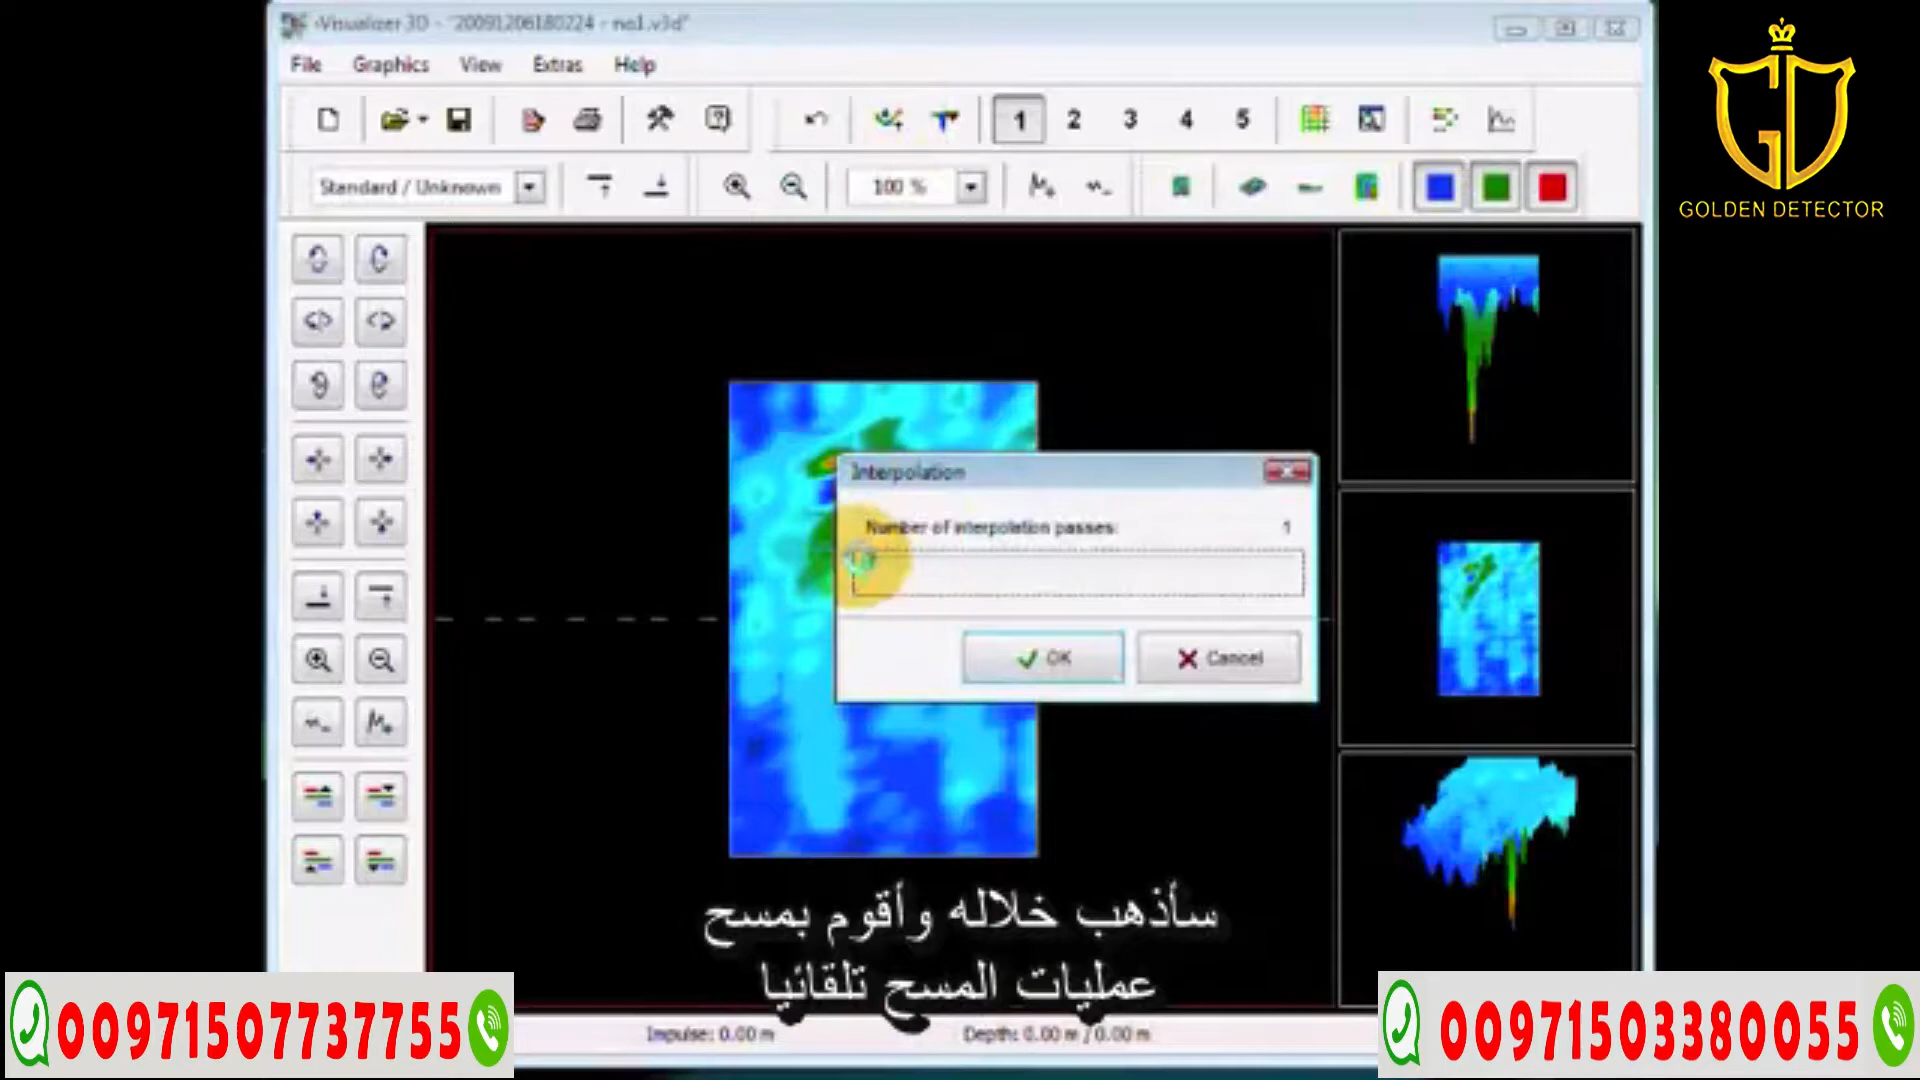 Visualizer 3D - "20091206180224 - no1.v3d"
File Graphics View Extras Help
1 2 3 4 5
Standard / Unknown
100 %
GD
GOLDEN DETECTOR
Interpolation
Number of interpolation passes: 1
OK Cancel
سأذهب خلاله وأقوم بمسح
عمليات المسح تلقائيا
Impulse: 0.00 m Depth: 0.00 m / 0.00 m
00971507737755
00971503380055